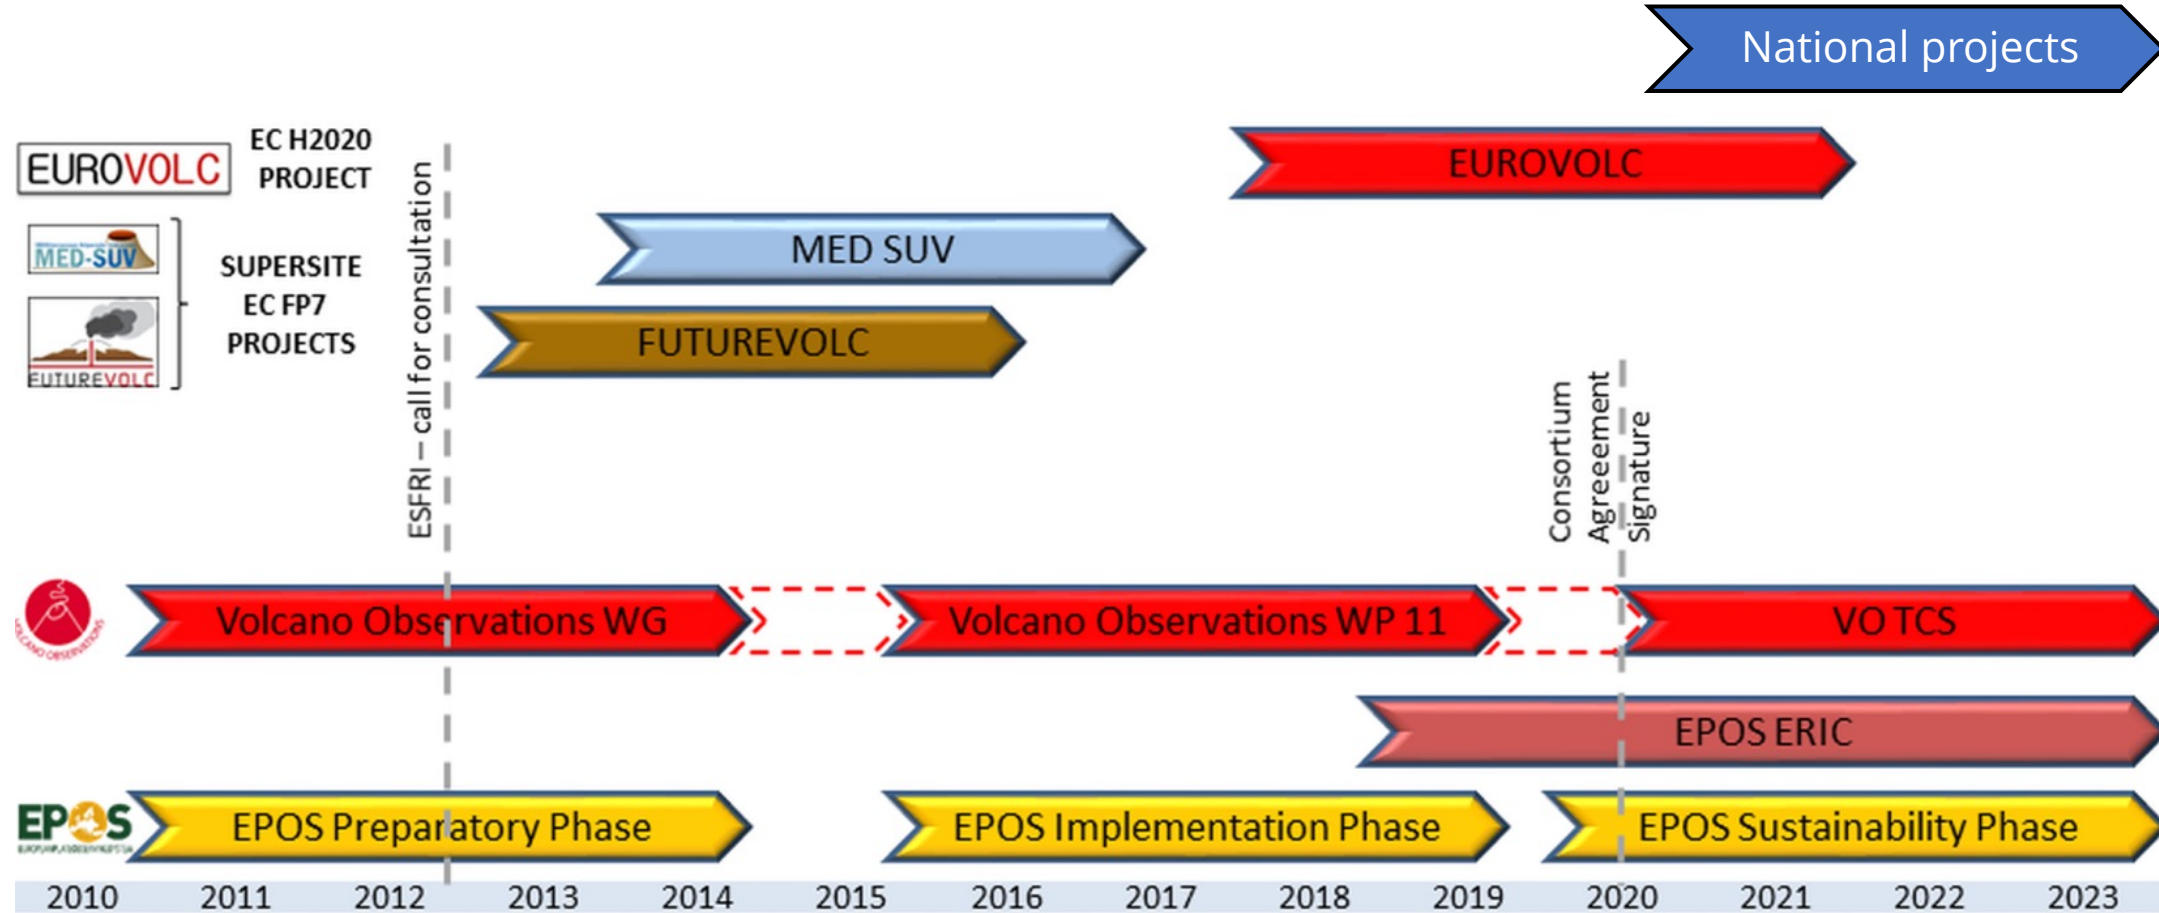 National projects
EUROVOLC
EC H2020
PROJECT
EUROVOLC
MED-SUV
SUPERSITE
EC FP7
PROJECTS
MED SUV
FUTUREVOLC
FUTUREVOLC
ESFRI – call for consultation
Consortium
Agreeement
Signature
VOLCANO OBSERVATIONS
Volcano Observations WG
Volcano Observations WP 11
VO TCS
EPOS ERIC
EPOS
EPOS Preparatory Phase
EPOS Implementation Phase
EPOS Sustainability Phase
2010 2011 2012 2013 2014 2015 2016 2017 2018 2019 2020 2021 2022 2023